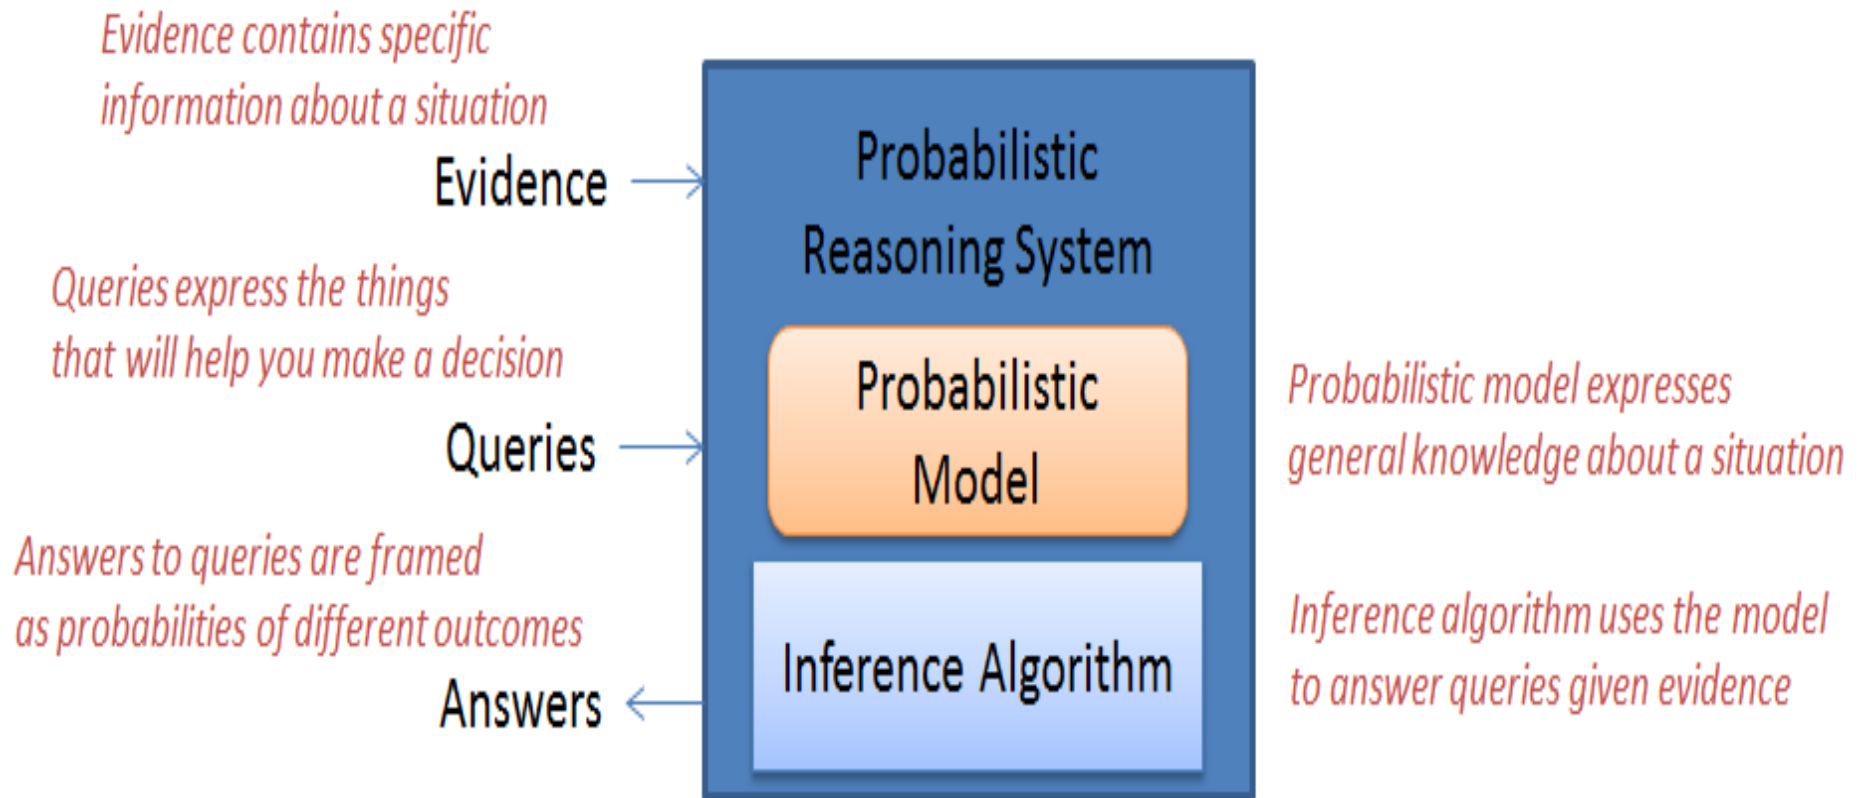 Evidence contains specific
information about a situation
Evidence
Queries express the things
that will help you make a decision
Queries
Answers to queries are framed
as probabilities of different outcomes
Answers
Probabilistic
Reasoning System
Probabilistic
Model
Inference Algorithm
Probabilistic model expresses
general knowledge about a situation
Inference algorithm uses the model
to answer queries given evidence